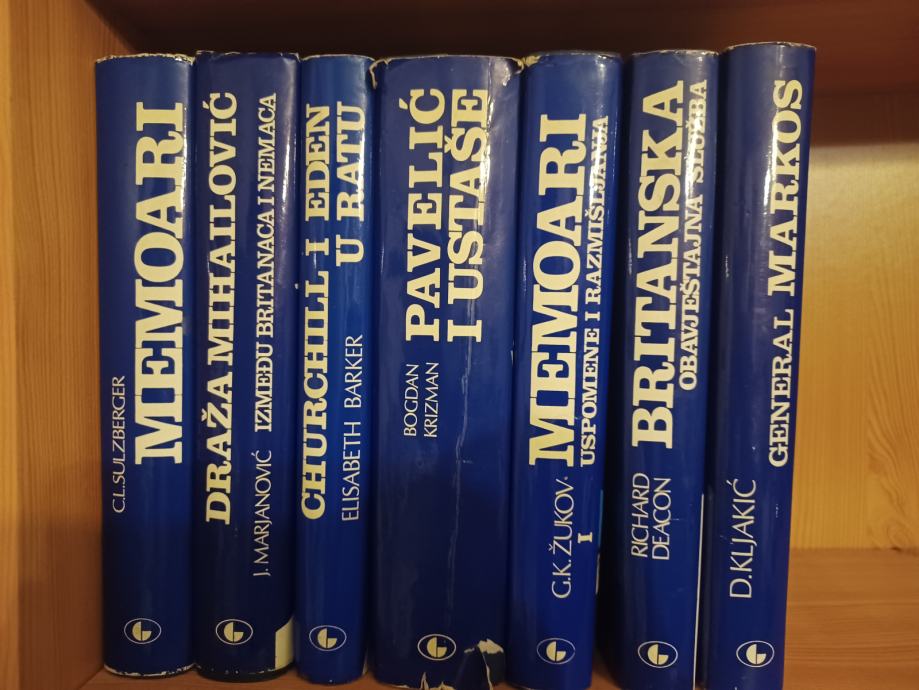 C.L.SULZBERGER
MEMOARI
DRAŽA MIHAILOVIĆ
J. MARJANOVIĆ IZMEĐU BRITANACA I NEMACA
CHURCHILL I EDEN
U RATU
ELISABETH BARKER
BOGDAN
KRIZMAN
PAVELIĆ
I USTAŠE
G.K.ŽUKOV·
I
MEMOARI
USPOMENE I RAZMIŠLJANJA
RICHARD
DEACON
BRITANSKA
OBAVJEŠTAJNA SLUŽBA
D.KLJAKIĆ
GENERAL MARKOS